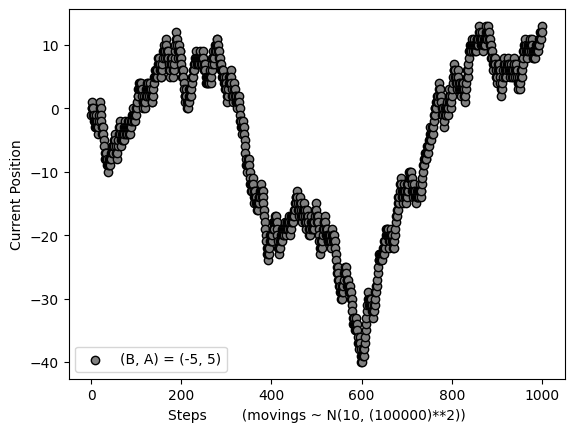 10
0
−10
−20
−30
−40
Current Position
(B, A) = (-5, 5)
0 200 400 600 800 1000
Steps (movings ~ N(10, (100000)**2))